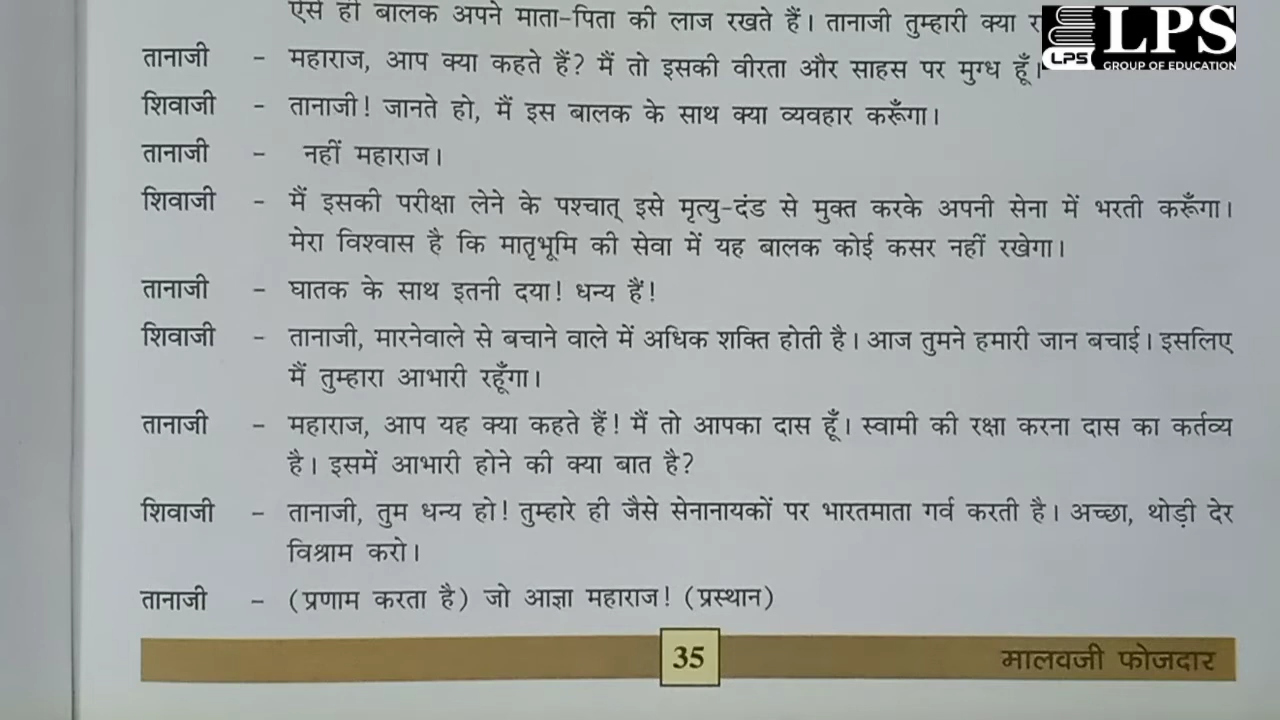 ऐसे ही बालक अपने माता-पिता की लाज रखते हैं। तानाजी तुम्हारी क्या
LPS
LPS
GROUP OF EDUCATION
तानाजी – महाराज, आप क्या कहते हैं? मैं तो इसकी वीरता और साहस पर मुग्ध हूँ।
शिवाजी – तानाजी! जानते हो, मैं इस बालक के साथ क्या व्यवहार करूँगा।
तानाजी – नहीं महाराज।
शिवाजी – मैं इसकी परीक्षा लेने के पश्चात् इसे मृत्यु-दंड से मुक्त करके अपनी सेना में भरती करूँगा।
मेरा विश्वास है कि मातृभूमि की सेवा में यह बालक कोई कसर नहीं रखेगा।
तानाजी – घातक के साथ इतनी दया! धन्य हैं!
शिवाजी – तानाजी, मारनेवाले से बचाने वाले में अधिक शक्ति होती है। आज तुमने हमारी जान बचाई। इसलिए
मैं तुम्हारा आभारी रहूँगा।
तानाजी – महाराज, आप यह क्या कहते हैं! मैं तो आपका दास हूँ। स्वामी की रक्षा करना दास का कर्तव्य
है। इसमें आभारी होने की क्या बात है?
शिवाजी – तानाजी, तुम धन्य हो! तुम्हारे ही जैसे सेनानायकों पर भारतमाता गर्व करती है। अच्छा, थोड़ी देर
विश्राम करो।
तानाजी – (प्रणाम करता है) जो आज्ञा महाराज! (प्रस्थान)
35
मालवजी फोजदार